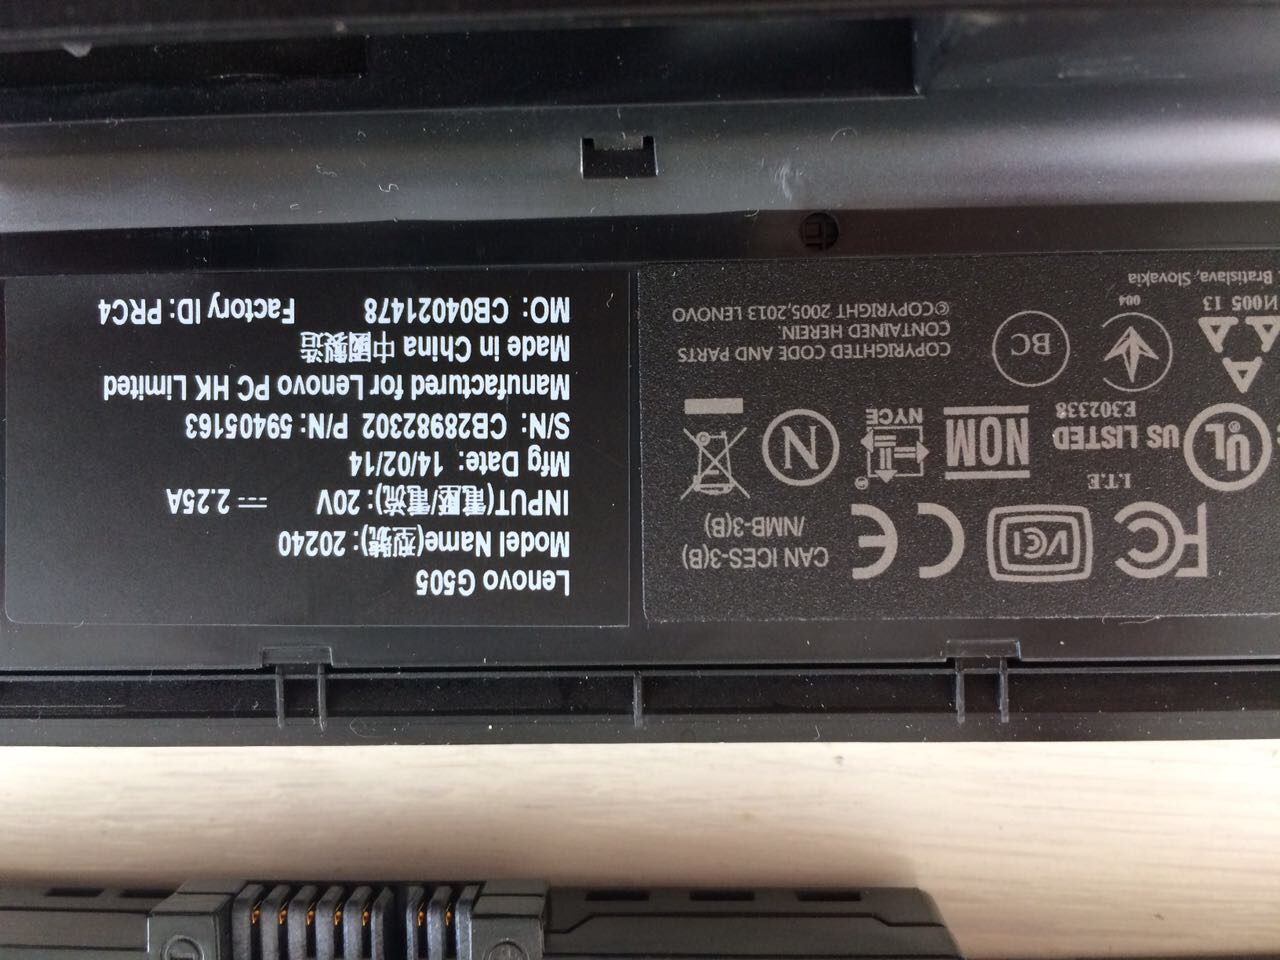 Lenovo G505
Model Name(型號): 20240
INPUT(電壓/電流): 20V ⎓ 2.25A
Mfg Date: 14/02/14
S/N: CB28982302 P/N: 59405163
Manufactured for Lenovo PC HK Limited
Made in China 中國製造
MO: CB04021478 Factory ID: PRC4
FC
VCI
CE
CAN ICES-3(B)
/NMB-3(B)
I.T.E
UL
US LISTED
E302338
NOM
NYCE
N
И005 13
004
BC
COPYRIGHTED CODE AND PARTS
CONTAINED HEREIN.
©COPYRIGHT 2005,2013 LENOVO
Bratislava, Slovakia